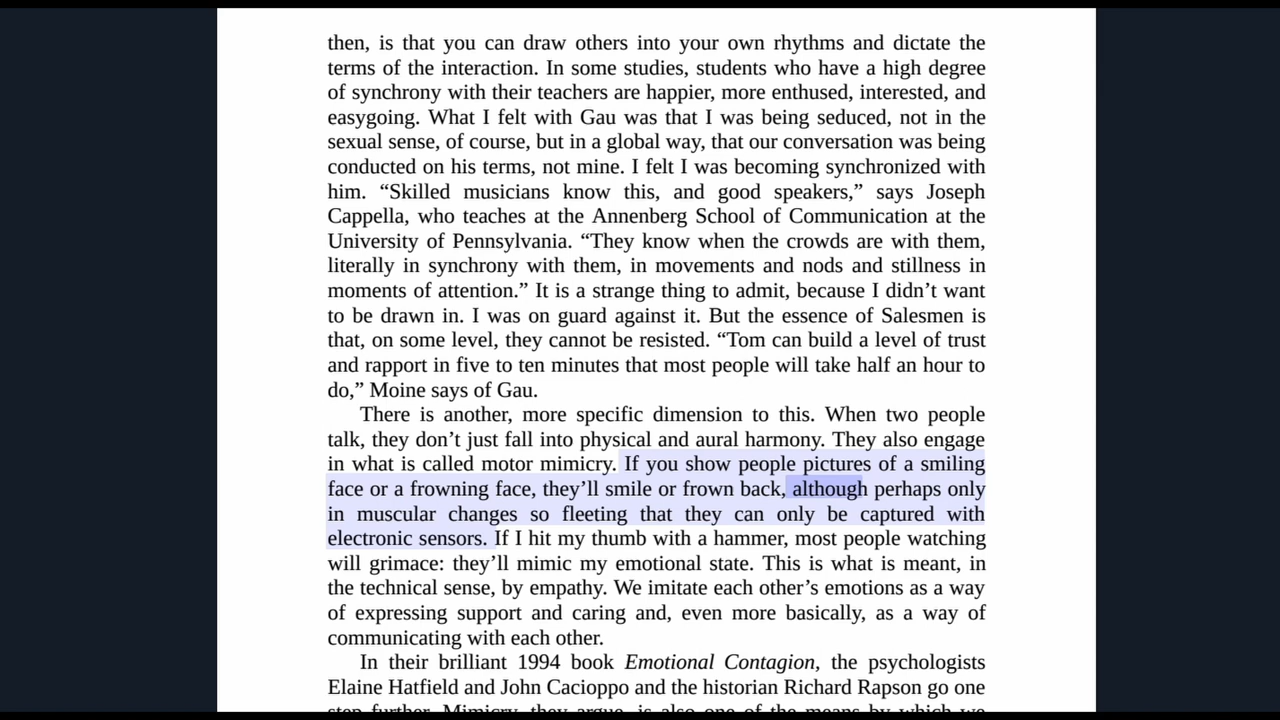 then, is that you can draw others into your own rhythms and dictate the
terms of the interaction. In some studies, students who have a high degree
of synchrony with their teachers are happier, more enthused, interested, and
easygoing. What I felt with Gau was that I was being seduced, not in the
sexual sense, of course, but in a global way, that our conversation was being
conducted on his terms, not mine. I felt I was becoming synchronized with
him. “Skilled musicians know this, and good speakers,” says Joseph
Cappella, who teaches at the Annenberg School of Communication at the
University of Pennsylvania. “They know when the crowds are with them,
literally in synchrony with them, in movements and nods and stillness in
moments of attention.” It is a strange thing to admit, because I didn’t want
to be drawn in. I was on guard against it. But the essence of Salesmen is
that, on some level, they cannot be resisted. “Tom can build a level of trust
and rapport in five to ten minutes that most people will take half an hour to
do,” Moine says of Gau.
There is another, more specific dimension to this. When two people
talk, they don’t just fall into physical and aural harmony. They also engage
in what is called motor mimicry. If you show people pictures of a smiling
face or a frowning face, they’ll smile or frown back, although perhaps only
in muscular changes so fleeting that they can only be captured with
electronic sensors. If I hit my thumb with a hammer, most people watching
will grimace: they’ll mimic my emotional state. This is what is meant, in
the technical sense, by empathy. We imitate each other’s emotions as a way
of expressing support and caring and, even more basically, as a way of
communicating with each other.
In their brilliant 1994 book Emotional Contagion, the psychologists
Elaine Hatfield and John Cacioppo and the historian Richard Rapson go one
step further. Mimicry, they argue, is also one of the means by which we